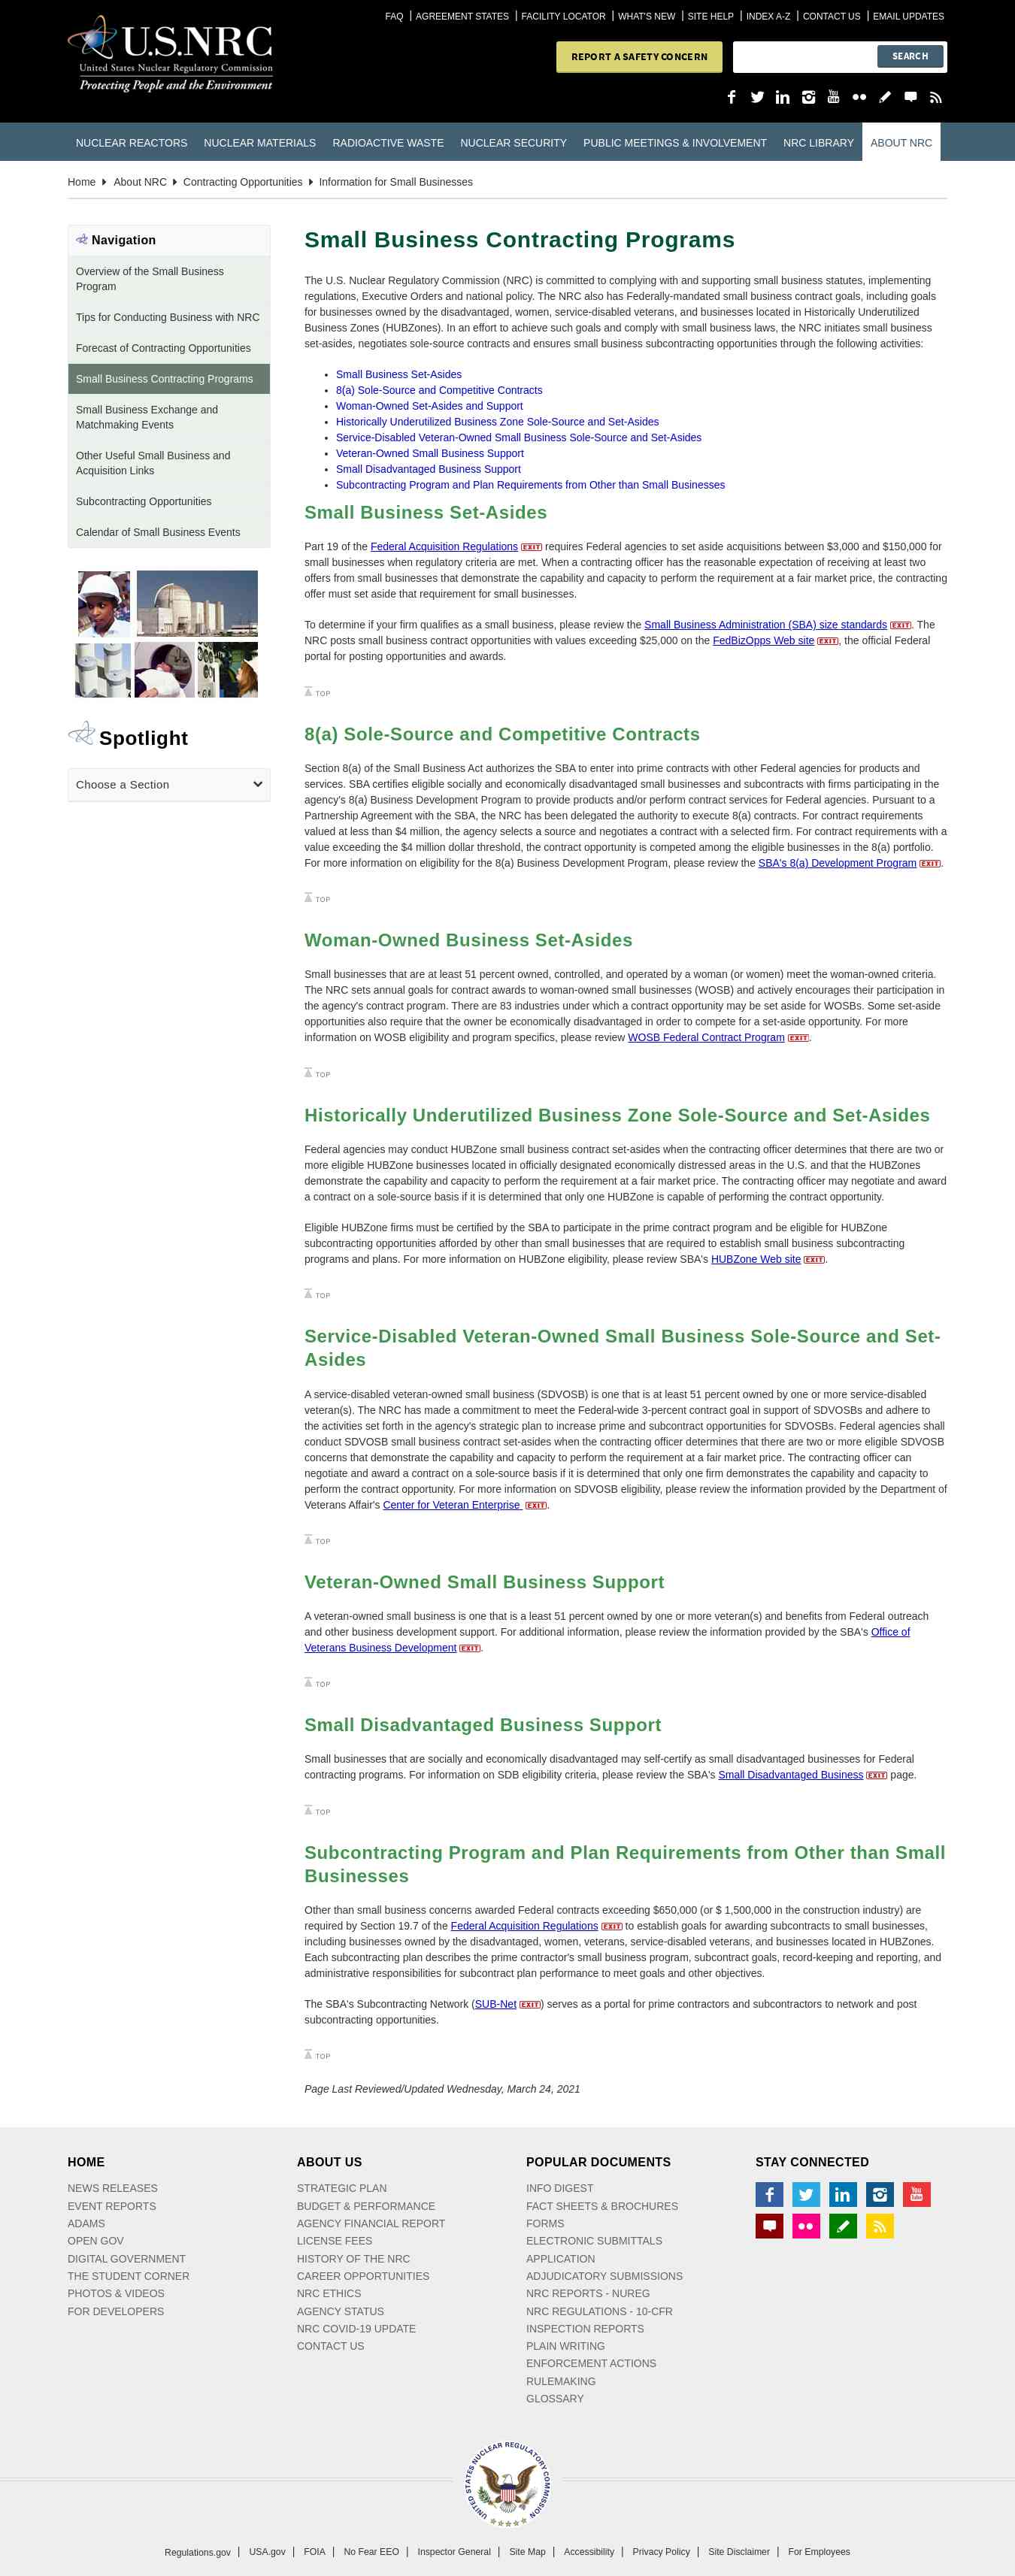 FAQ | AGREEMENT STATES | FACILITY LOCATOR | WHAT'S NEW | SITE HELP | INDEX A-Z | CONTACT US | EMAIL UPDATES
U.S.NRC
United States Nuclear Regulatory Commission
Protecting People and the Environment
REPORT A SAFETY CONCERN
SEARCH
NUCLEAR REACTORS NUCLEAR MATERIALS RADIOACTIVE WASTE NUCLEAR SECURITY PUBLIC MEETINGS & INVOLVEMENT NRC LIBRARY ABOUT NRC
Home About NRC Contracting Opportunities Information for Small Businesses
Navigation
Overview of the Small Business
Program
Tips for Conducting Business with NRC
Forecast of Contracting Opportunities
Small Business Contracting Programs
Small Business Exchange and
Matchmaking Events
Other Useful Small Business and
Acquisition Links
Subcontracting Opportunities
Calendar of Small Business Events
Spotlight
Choose a Section
Small Business Contracting Programs
The U.S. Nuclear Regulatory Commission (NRC) is committed to complying with and supporting small business statutes, implementing
regulations, Executive Orders and national policy. The NRC also has Federally-mandated small business contract goals, including goals
for businesses owned by the disadvantaged, women, service-disabled veterans, and businesses located in Historically Underutilized
Business Zones (HUBZones). In an effort to achieve such goals and comply with small business laws, the NRC initiates small business
set-asides, negotiates sole-source contracts and ensures small business subcontracting opportunities through the following activities:
• Small Business Set-Asides
• 8(a) Sole-Source and Competitive Contracts
• Woman-Owned Set-Asides and Support
• Historically Underutilized Business Zone Sole-Source and Set-Asides
• Service-Disabled Veteran-Owned Small Business Sole-Source and Set-Asides
• Veteran-Owned Small Business Support
• Small Disadvantaged Business Support
• Subcontracting Program and Plan Requirements from Other than Small Businesses
Small Business Set-Asides
Part 19 of the Federal Acquisition Regulations EXIT requires Federal agencies to set aside acquisitions between $3,000 and $150,000 for
small businesses when regulatory criteria are met. When a contracting officer has the reasonable expectation of receiving at least two
offers from small businesses that demonstrate the capability and capacity to perform the requirement at a fair market price, the contracting
offer must set aside that requirement for small businesses.
To determine if your firm qualifies as a small business, please review the Small Business Administration (SBA) size standards EXIT. The
NRC posts small business contract opportunities with values exceeding $25,000 on the FedBizOpps Web site EXIT, the official Federal
portal for posting opportunities and awards.
TOP
8(a) Sole-Source and Competitive Contracts
Section 8(a) of the Small Business Act authorizes the SBA to enter into prime contracts with other Federal agencies for products and
services. SBA certifies eligible socially and economically disadvantaged small businesses and subcontracts with firms participating in the
agency's 8(a) Business Development Program to provide products and/or perform contract services for Federal agencies. Pursuant to a
Partnership Agreement with the SBA, the NRC has been delegated the authority to execute 8(a) contracts. For contract requirements
valued at less than $4 million, the agency selects a source and negotiates a contract with a selected firm. For contract requirements with a
value exceeding the $4 million dollar threshold, the contract opportunity is competed among the eligible businesses in the 8(a) portfolio.
For more information on eligibility for the 8(a) Business Development Program, please review the SBA's 8(a) Development Program EXIT.
TOP
Woman-Owned Business Set-Asides
Small businesses that are at least 51 percent owned, controlled, and operated by a woman (or women) meet the woman-owned criteria.
The NRC sets annual goals for contract awards to woman-owned small businesses (WOSB) and actively encourages their participation in
the agency's contract program. There are 83 industries under which a contract opportunity may be set aside for WOSBs. Some set-aside
opportunities also require that the owner be economically disadvantaged in order to compete for a set-aside opportunity. For more
information on WOSB eligibility and program specifics, please review WOSB Federal Contract Program EXIT.
TOP
Historically Underutilized Business Zone Sole-Source and Set-Asides
Federal agencies may conduct HUBZone small business contract set-asides when the contracting officer determines that there are two or
more eligible HUBZones businesses located in officially designated economically distressed areas in the U.S. and that the HUBZones
demonstrate the capability and capacity to perform the requirement at a fair market price. The contracting officer may negotiate and award
a contract on a sole-source basis if it is determined that only one HUBZone is capable of performing the contract opportunity.
Eligible HUBZone firms must be certified by the SBA to participate in the prime contract program and be eligible for HUBZone
subcontracting opportunities afforded by other than small businesses that are required to establish small business subcontracting
programs and plans. For more information on HUBZone eligibility, please review SBA's HUBZone Web site EXIT.
TOP
Service-Disabled Veteran-Owned Small Business Sole-Source and Set-
Asides
A service-disabled veteran-owned small business (SDVOSB) is one that is at least 51 percent owned by one or more service-disabled
veteran(s). The NRC has made a commitment to meet the Federal-wide 3-percent contract goal in support of SDVOSBs and adhere to
the activities set forth in the agency's strategic plan to increase prime and subcontract opportunities for SDVOSBs. Federal agencies shall
conduct SDVOSB small business contract set-asides when the contracting officer determines that there are two or more eligible SDVOSB
concerns that demonstrate the capability and capacity to perform the requirement at a fair market price. The contracting officer can
negotiate and award a contract on a sole-source basis if it is determined that only one firm demonstrates the capability and capacity to
perform the contract opportunity. For more information on SDVOSB eligibility, please review the information provided by the Department of
Veterans Affair's Center for Veteran Enterprise EXIT.
TOP
Veteran-Owned Small Business Support
A veteran-owned small business is one that is a least 51 percent owned by one or more veteran(s) and benefits from Federal outreach
and other business development support. For additional information, please review the information provided by the SBA's Office of
Veterans Business Development EXIT.
TOP
Small Disadvantaged Business Support
Small businesses that are socially and economically disadvantaged may self-certify as small disadvantaged businesses for Federal
contracting programs. For information on SDB eligibility criteria, please review the SBA's Small Disadvantaged Business EXIT page.
TOP
Subcontracting Program and Plan Requirements from Other than Small
Businesses
Other than small business concerns awarded Federal contracts exceeding $650,000 (or $ 1,500,000 in the construction industry) are
required by Section 19.7 of the Federal Acquisition Regulations EXIT to establish goals for awarding subcontracts to small businesses,
including businesses owned by the disadvantaged, women, veterans, service-disabled veterans, and businesses located in HUBZones.
Each subcontracting plan describes the prime contractor's small business program, subcontract goals, record-keeping and reporting, and
administrative responsibilities for subcontract plan performance to meet goals and other objectives.
The SBA's Subcontracting Network (SUB-Net EXIT) serves as a portal for prime contractors and subcontractors to network and post
subcontracting opportunities.
TOP
Page Last Reviewed/Updated Wednesday, March 24, 2021
HOME
NEWS RELEASES
EVENT REPORTS
ADAMS
OPEN GOV
DIGITAL GOVERNMENT
THE STUDENT CORNER
PHOTOS & VIDEOS
FOR DEVELOPERS
ABOUT US
STRATEGIC PLAN
BUDGET & PERFORMANCE
AGENCY FINANCIAL REPORT
LICENSE FEES
HISTORY OF THE NRC
CAREER OPPORTUNITIES
NRC ETHICS
AGENCY STATUS
NRC COVID-19 UPDATE
CONTACT US
POPULAR DOCUMENTS
INFO DIGEST
FACT SHEETS & BROCHURES
FORMS
ELECTRONIC SUBMITTALS
APPLICATION
ADJUDICATORY SUBMISSIONS
NRC REPORTS - NUREG
NRC REGULATIONS - 10-CFR
INSPECTION REPORTS
PLAIN WRITING
ENFORCEMENT ACTIONS
RULEMAKING
GLOSSARY
STAY CONNECTED
UNITED STATES NUCLEAR REGULATORY COMMISSION
Regulations.gov | USA.gov | FOIA | No Fear EEO | Inspector General | Site Map | Accessibility | Privacy Policy | Site Disclaimer | For Employees